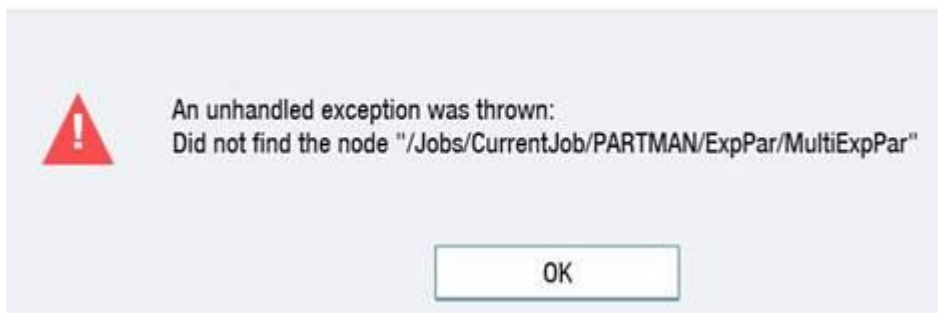 An unhandled exception was thrown:
Did not find the node "/Jobs/CurrentJob/PARTMAN/ExpPar/MultiExpPar"
OK